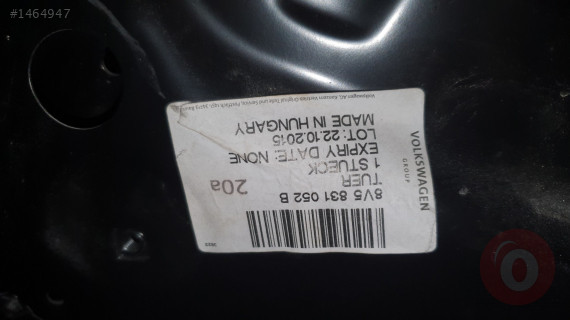 #1464947
VOLKSWAGEN
GROUP
8V5 831 052 B
TUER
1 STUECK
EXPIRY DATE: NONE
LOT: 22.10.2015
MADE IN HUNGARY
20a